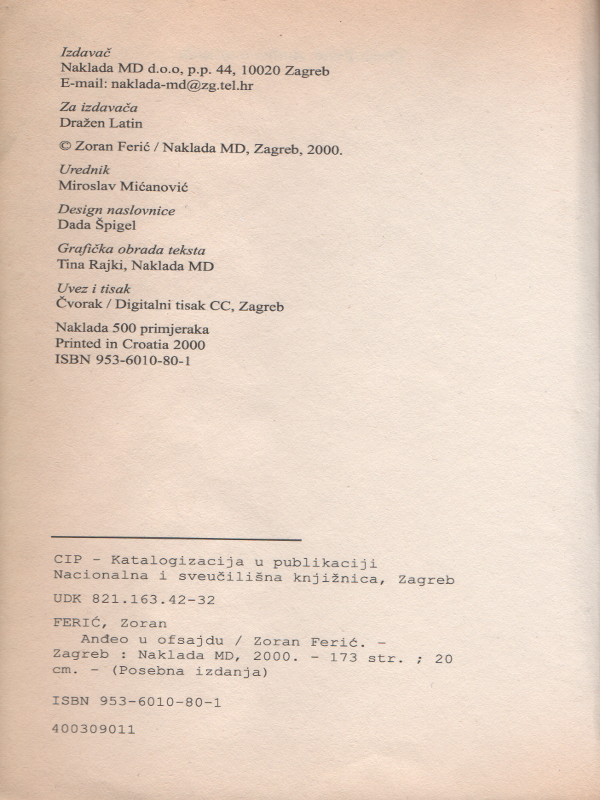 Izdavač
Naklada MD d.o.o, p.p. 44, 10020 Zagreb
E-mail: naklada-md@zg.tel.hr
Za izdavača
Dražen Latin
© Zoran Ferić / Naklada MD, Zagreb, 2000.
Urednik
Miroslav Mićanović
Design naslovnice
Dada Špigel
Grafička obrada teksta
Tina Rajki, Naklada MD
Uvez i tisak
Čvorak / Digitalni tisak CC, Zagreb
Naklada 500 primjeraka
Printed in Croatia 2000
ISBN 953-6010-80-1
CIP - Katalogizacija u publikaciji
Nacionalna i sveučilišna knjižnica, Zagreb
UDK 821.163.42-32
FERIĆ, Zoran
Anđeo u ofsajdu / Zoran Ferić. -
Zagreb : Naklada MD, 2000. - 173 str. ; 20
cm. - (Posebna izdanja)
ISBN 953-6010-80-1
400309011